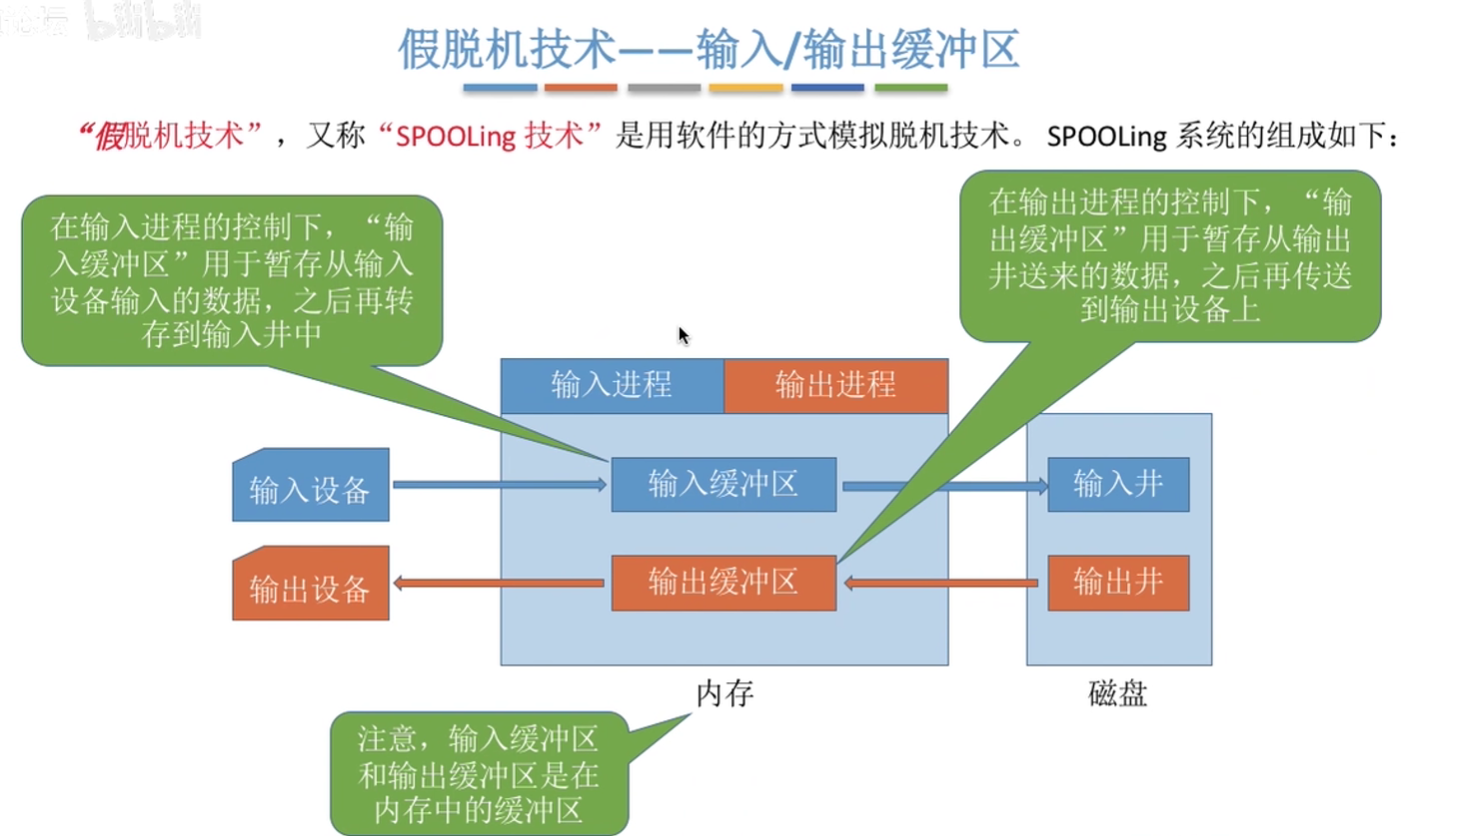 论坛 bilibili
假脱机技术——输入/输出缓冲区
“假脱机技术”，又称“SPOOLing 技术”是用软件的方式模拟脱机技术。SPOOLing 系统的组成如下：
在输入进程的控制下，“输
入缓冲区”用于暂存从输入
设备输入的数据，之后再转
存到输入井中
在输出进程的控制下，“输
出缓冲区”用于暂存从输出
井送来的数据，之后再传送
到输出设备上
输入进程
输出进程
输入设备
输入缓冲区
输入井
输出设备
输出缓冲区
输出井
内存
磁盘
注意，输入缓冲区
和输出缓冲区是在
内存中的缓冲区